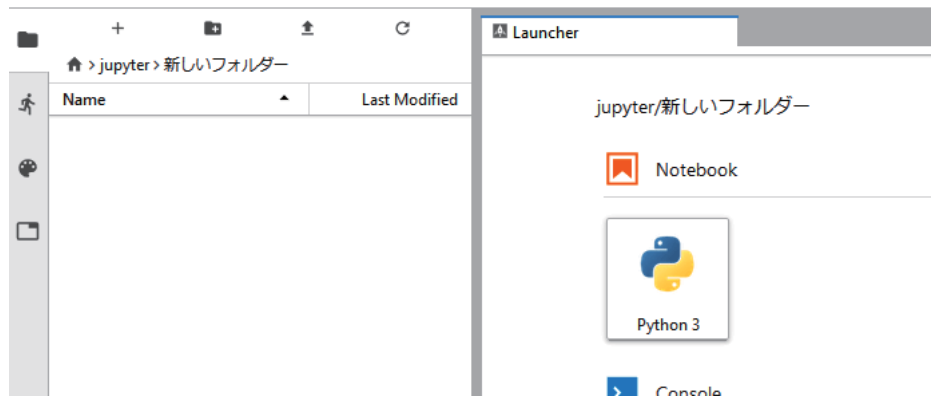 Launcher
jupyter > 新しいフォルダー
Name
Last Modified
jupyter/新しいフォルダー
Notebook
Python 3
Console